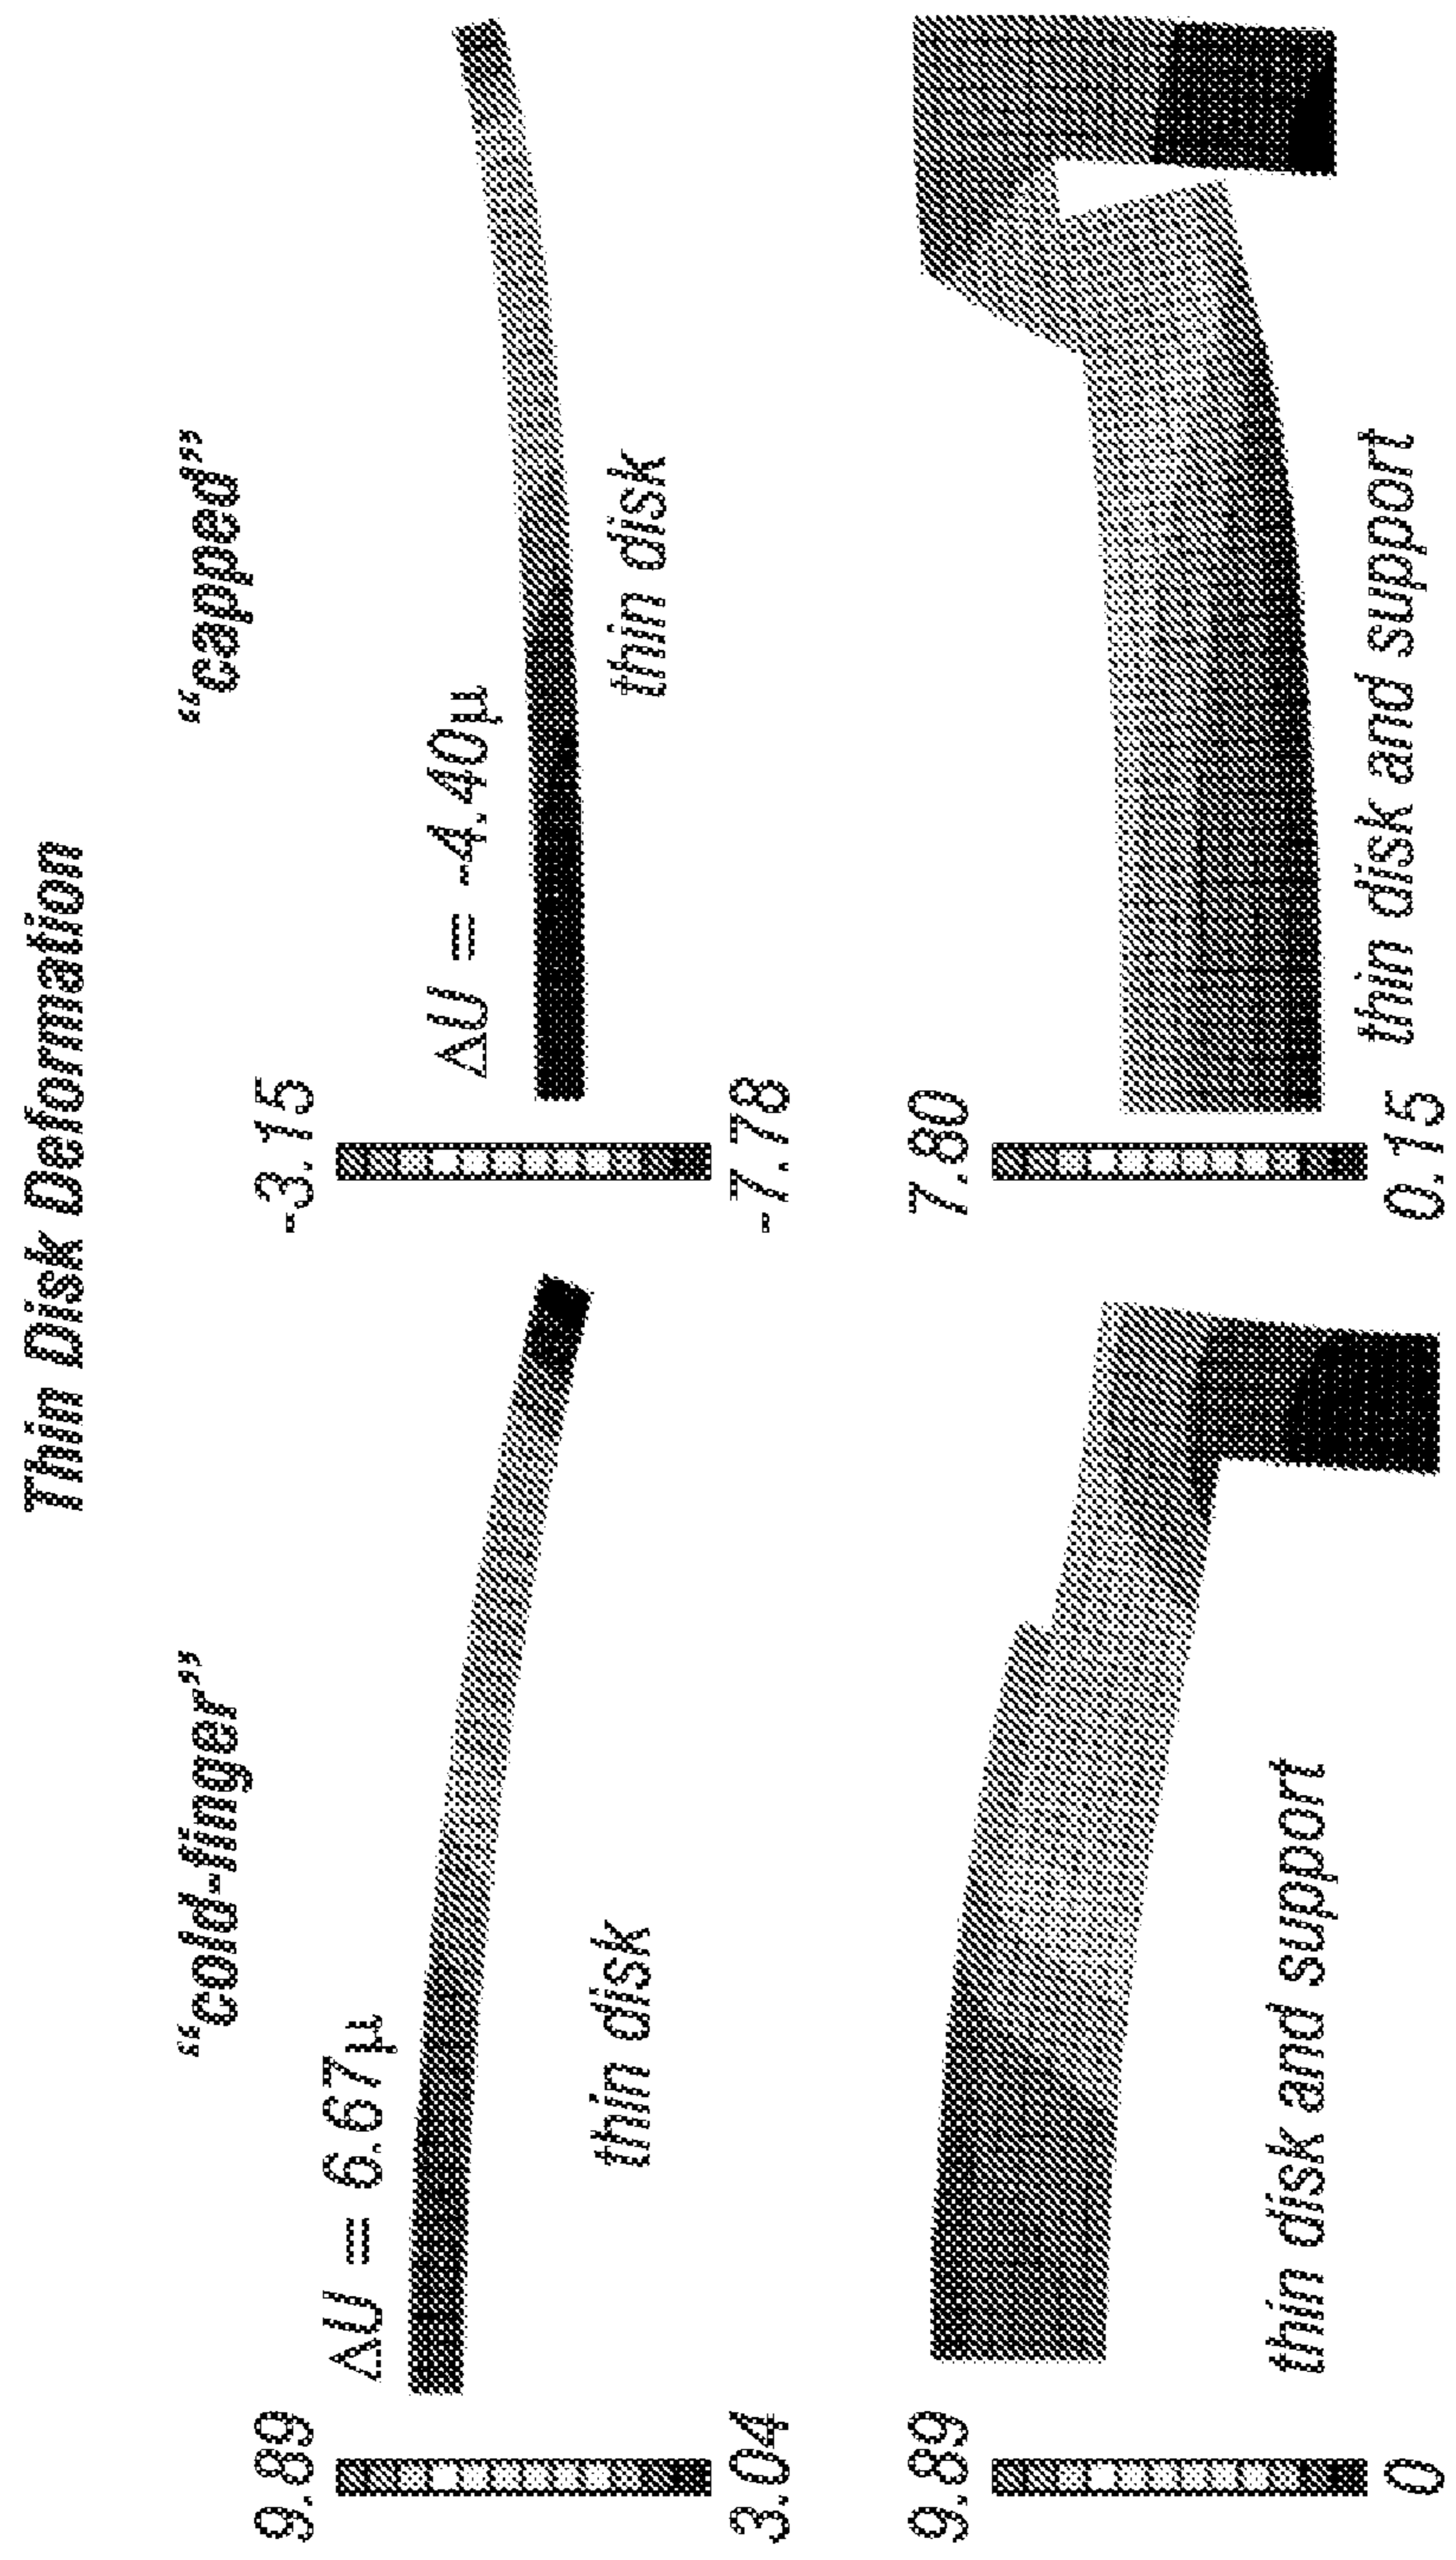 Thin Disk Deformation
“cold-finger”
9.89
ΔU = 6.67μ
thin disk
3.04
9.89
thin disk and support
0
“capped”
-3.15
ΔU = -4.40μ
thin disk
-7.78
7.80
thin disk and support
0.15